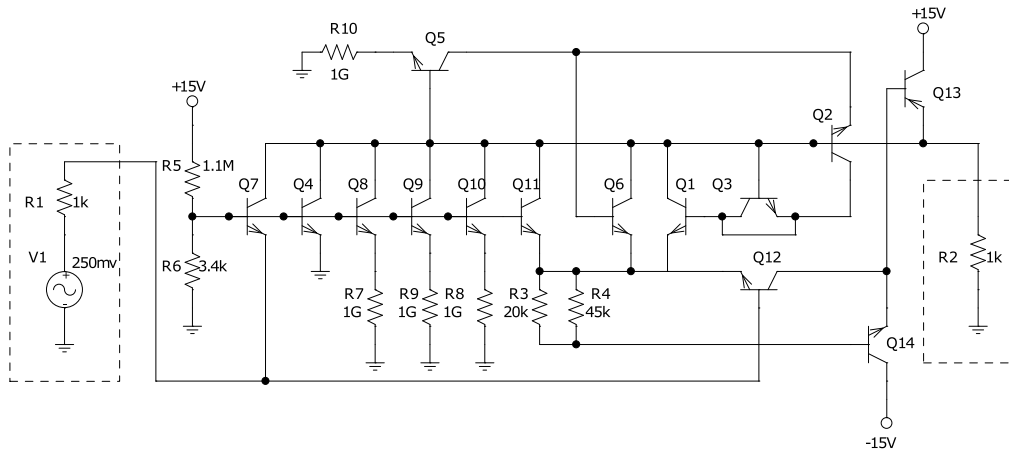 +15V
R10
Q5
1G
Q13
+15V
Q2
R5
1.1M
R1
1k
Q7
Q4
Q8
Q9
Q10
Q11
Q6
Q1
Q3
V1
250mv
R6
3.4k
Q12
R2
1k
R7
1G
R9
1G
R8
1G
R3
20k
R4
45k
Q14
-15V